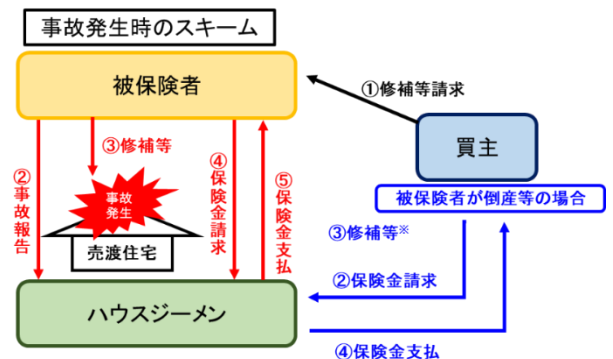 事故発生時のスキーム
被保険者
①修補等請求
買主
被保険者が倒産等の場合
②事故報告
③修補等
事故
発生
売渡住宅
④保険金請求
⑤保険金支払
③修補等※
②保険金請求
ハウスジーメン
④保険金支払